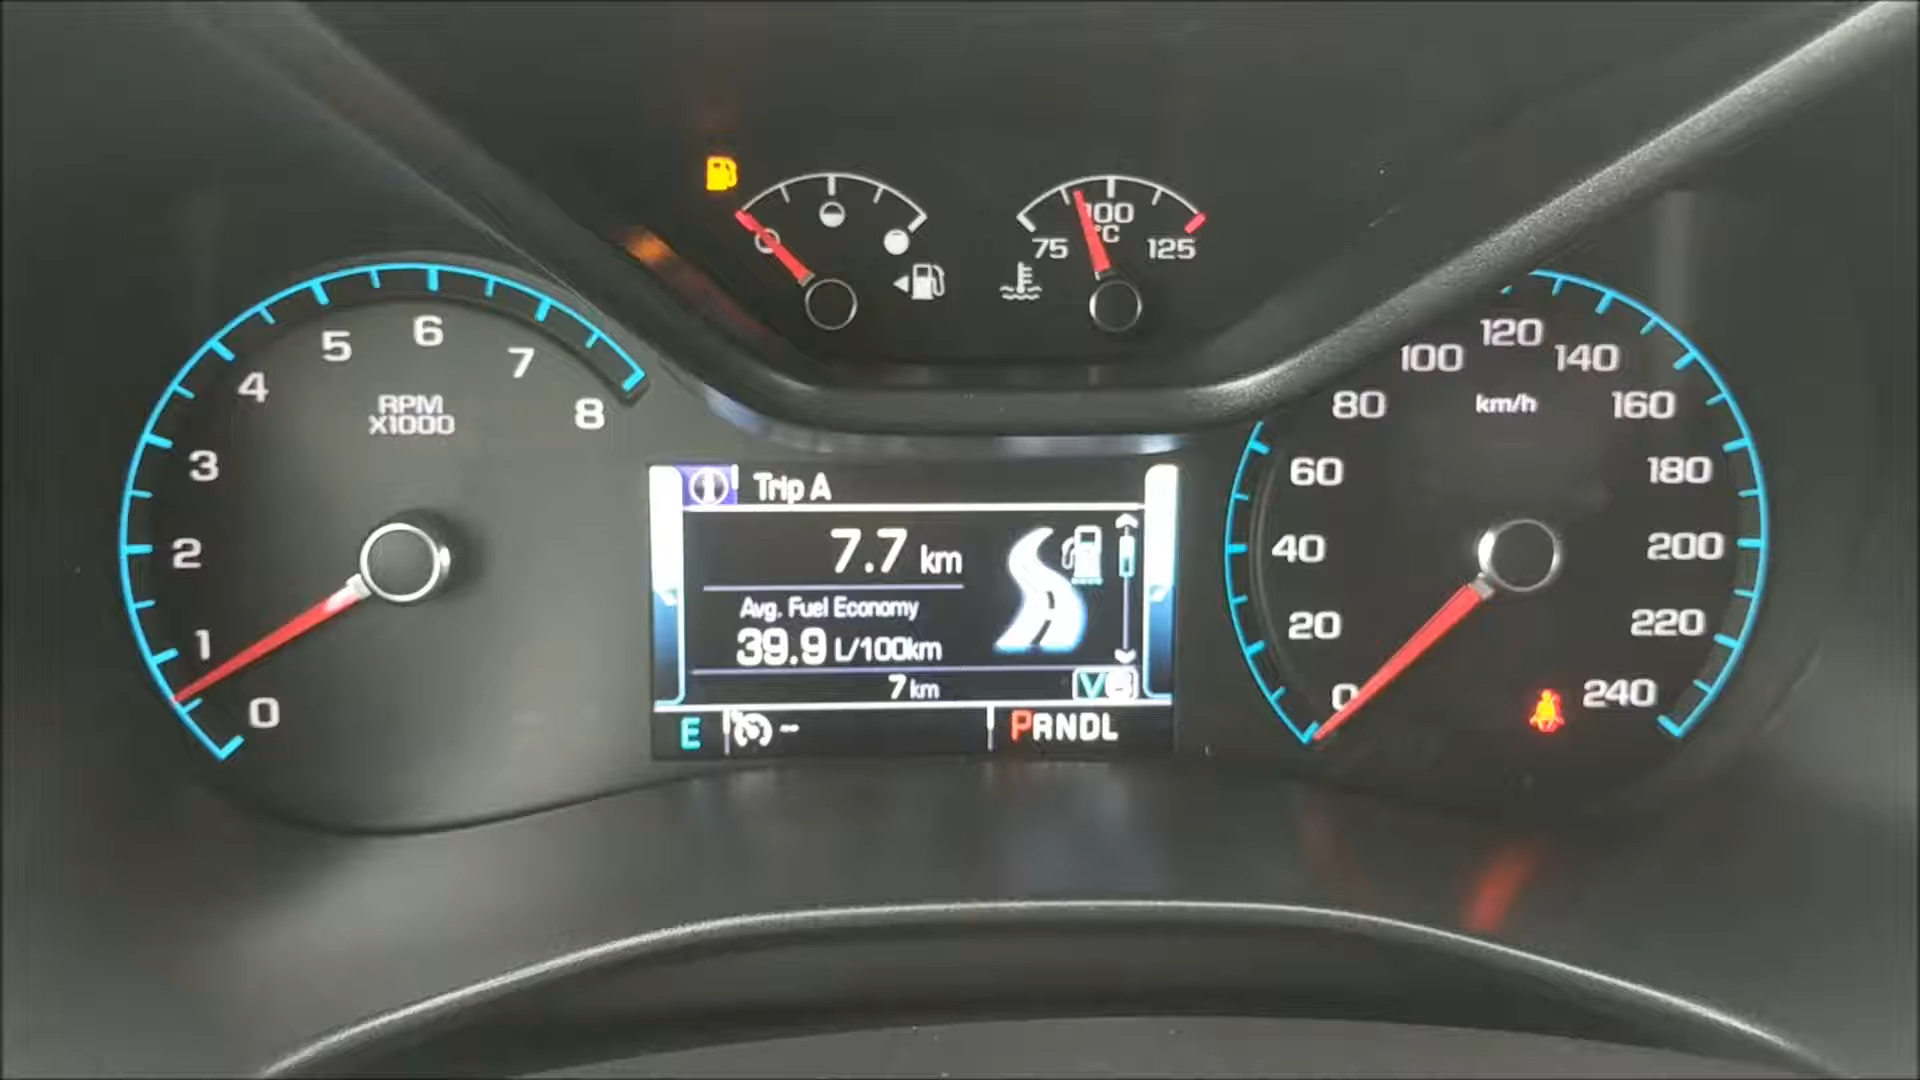 75
100
°C
125
0
1
2
3
4
5
6
7
8
RPM
X1000
Trip A
7.7 km
Avg. Fuel Economy
39.9 L/100km
7 km
E
--
PRNDL
0
20
40
60
80
100
120
140
160
180
200
220
240
km/h